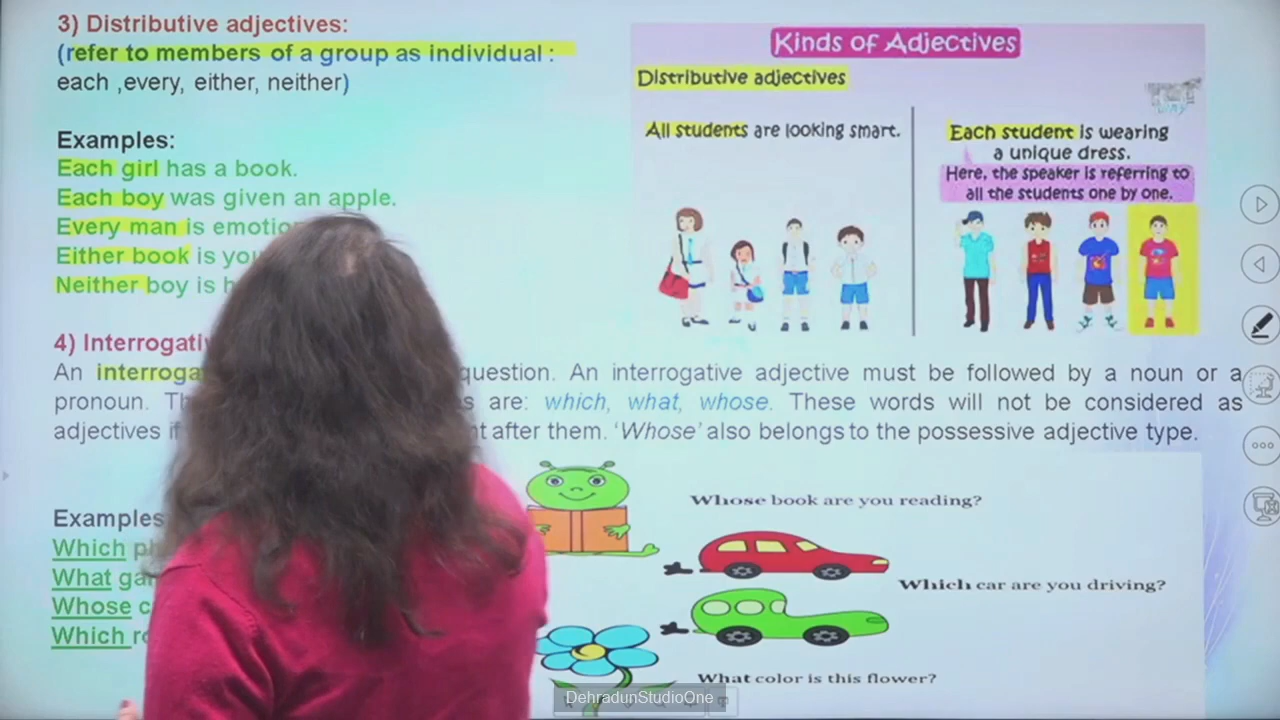 3) Distributive adjectives:
(refer to members of a group as individual :
each ,every, either, neither)
Examples:
Each girl has a book.
Each boy was given an apple.
Every man is
Either book is
Neither boy is
4)
An question. An interrogative adjective must be followed by a noun or a
pronoun. are: which, what, whose. These words will not be considered as
adjectives after them. 'Whose' also belongs to the possessive adjective type.
Examples
Which
What
Whose
Which
Kinds of Adjectives
Distributive adjectives
All students are looking smart.
Each student is wearing
a unique dress.
Here, the speaker is referring to
all the students one by one.
Whose book are you reading?
Which car are you driving?
What color is this flower?
DehradunStudioOne